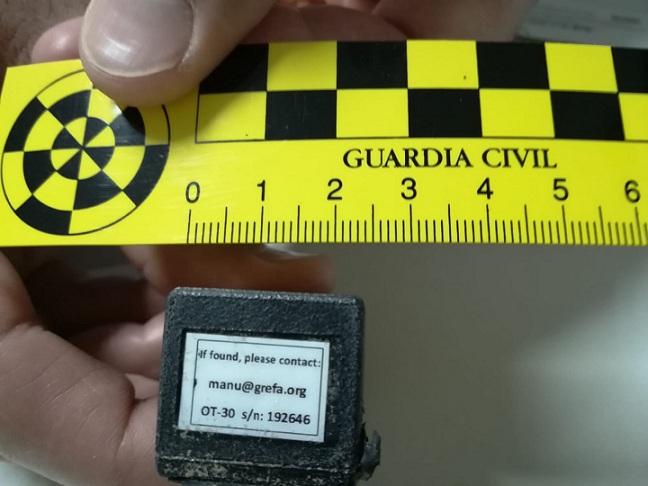 GUARDIA CIVIL
0 1 2 3 4 5 6
If found, please contact:
manu@grefa.org
OT-30 s/n: 192646